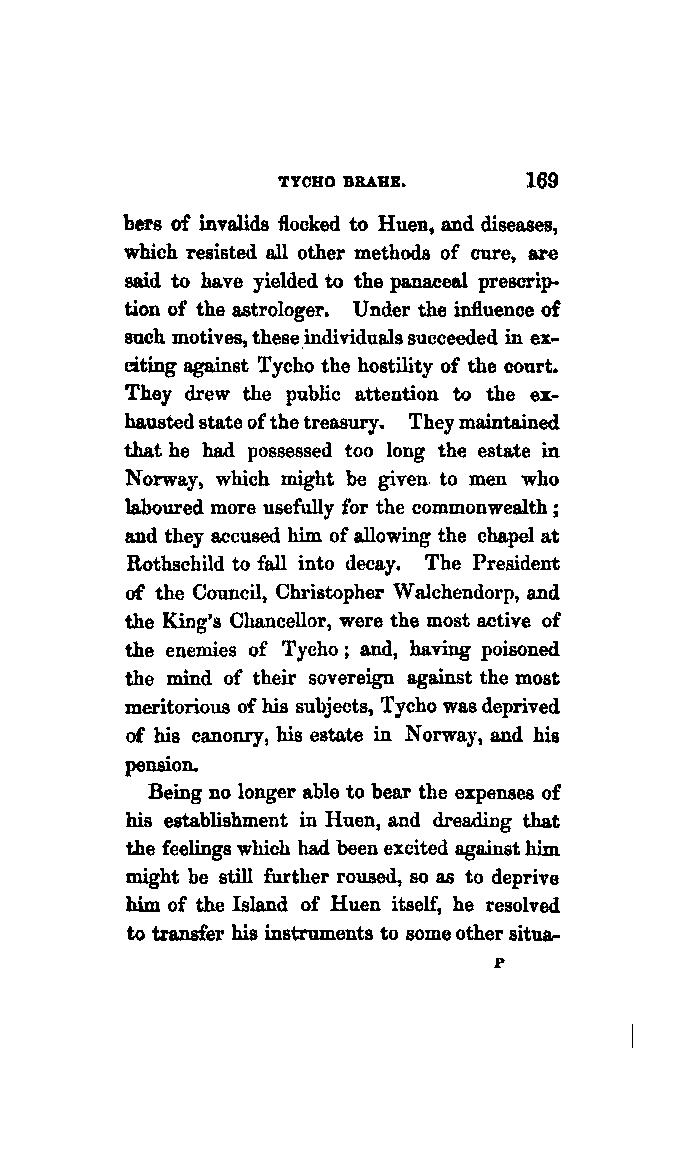 TYCHO BRAHE. 169
bers of invalids flocked to Huen, and diseases,
which resisted all other methods of cure, are
said to have yielded to the panaceal prescrip-
tion of the astrologer. Under the influence of
such motives, these individuals succeeded in ex-
citing against Tycho the hostility of the court.
They drew the public attention to the ex-
hausted state of the treasury. They maintained
that he had possessed too long the estate in
Norway, which might be given to men who
laboured more usefully for the commonwealth ;
and they accused him of allowing the chapel at
Rothschild to fall into decay. The President
of the Council, Christopher Walchendorp, and
the King's Chancellor, were the most active of
the enemies of Tycho ; and, having poisoned
the mind of their sovereign against the most
meritorious of his subjects, Tycho was deprived
of his canonry, his estate in Norway, and his
pension.
Being no longer able to bear the expenses of
his establishment in Huen, and dreading that
the feelings which had been excited against him
might be still further roused, so as to deprive
him of the Island of Huen itself, he resolved
to transfer his instruments to some other situa-
P